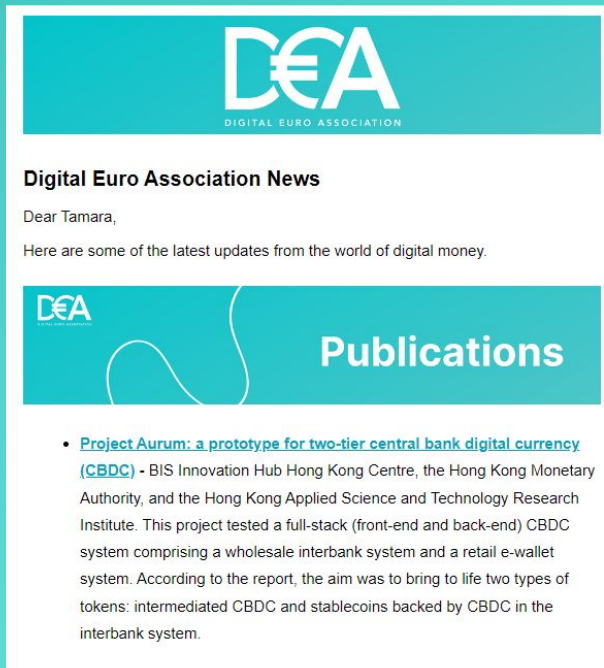 D€A
DIGITAL EURO ASSOCIATION
Digital Euro Association News
Dear Tamara,
Here are some of the latest updates from the world of digital money.
D€A
DIGITAL EURO ASSOCIATION
Publications
• Project Aurum: a prototype for two-tier central bank digital currency
(CBDC) - BIS Innovation Hub Hong Kong Centre, the Hong Kong Monetary
Authority, and the Hong Kong Applied Science and Technology Research
Institute. This project tested a full-stack (front-end and back-end) CBDC
system comprising a wholesale interbank system and a retail e-wallet
system. According to the report, the aim was to bring to life two types of
tokens: intermediated CBDC and stablecoins backed by CBDC in the
interbank system.